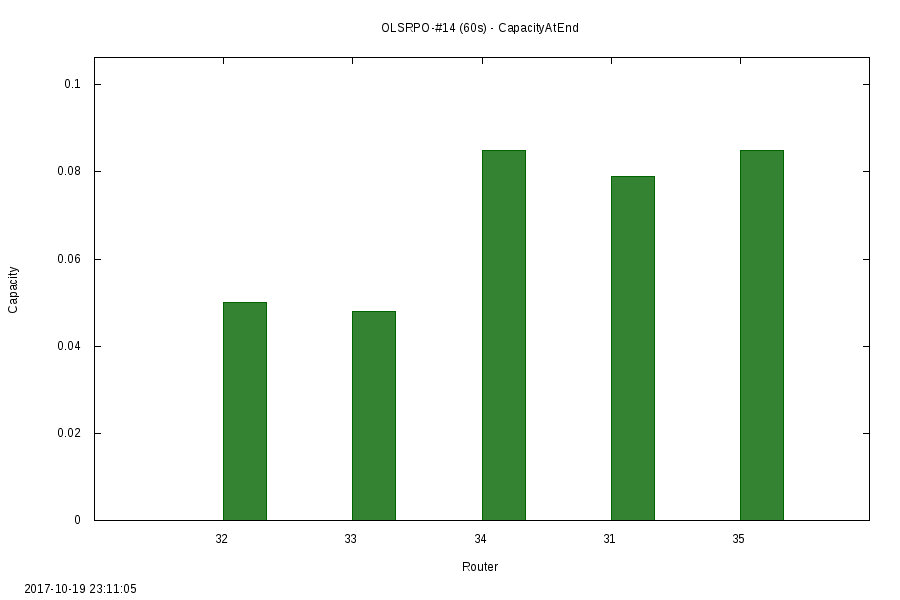 OLSRPO-#14 (60s) - CapacityAtEnd
0.1
0.08
0.06
0.04
0.02
0
Capacity
32 33 34 31 35
Router
2017-10-19 23:11:05